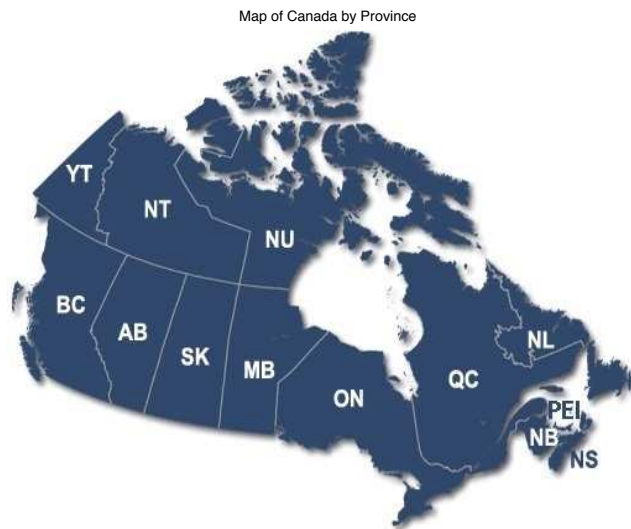 Map of Canada by Province
YT
NT
NU
BC
AB
SK
MB
ON
QC
NL
PEI
NB
NS